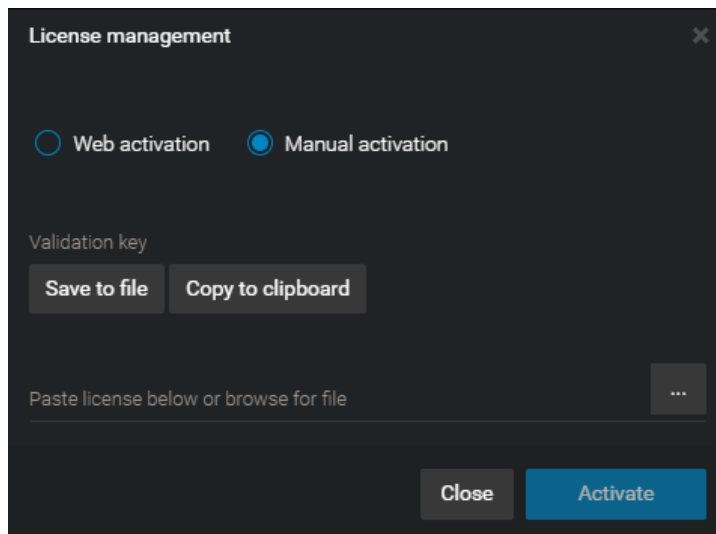 License management
Web activation
Manual activation
Validation key
Save to file
Copy to clipboard
Paste license below or browse for file
...
Close
Activate